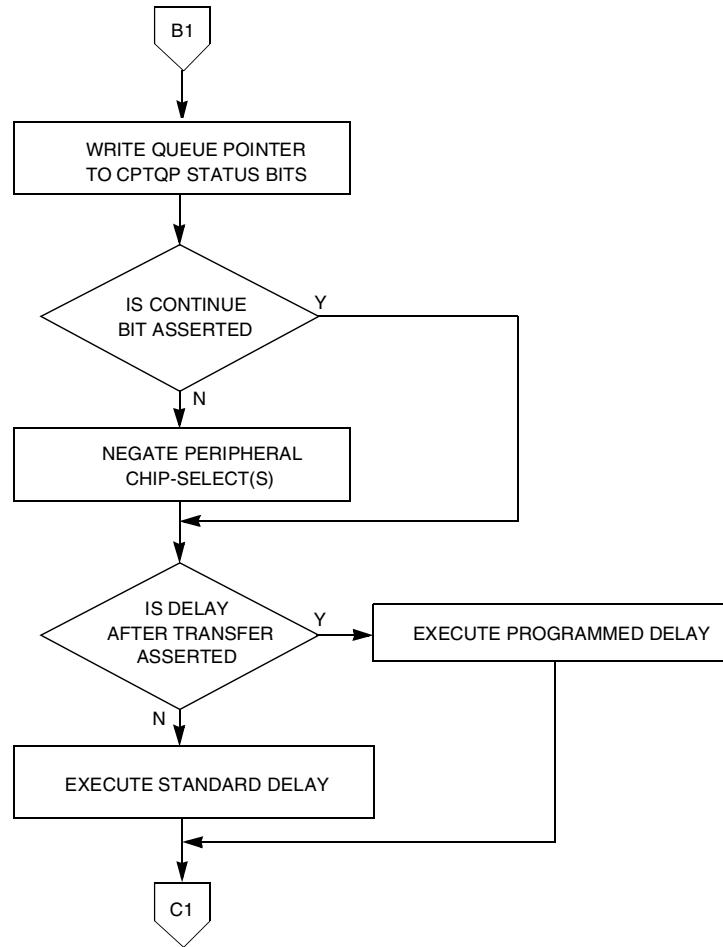 B1
WRITE QUEUE POINTER
TO CPTQP STATUS BITS
IS CONTINUE
BIT ASSERTED
Y
N
NEGATE PERIPHERAL
CHIP-SELECT(S)
IS DELAY
AFTER TRANSFER
ASSERTED
Y
EXECUTE PROGRAMMED DELAY
N
EXECUTE STANDARD DELAY
C1